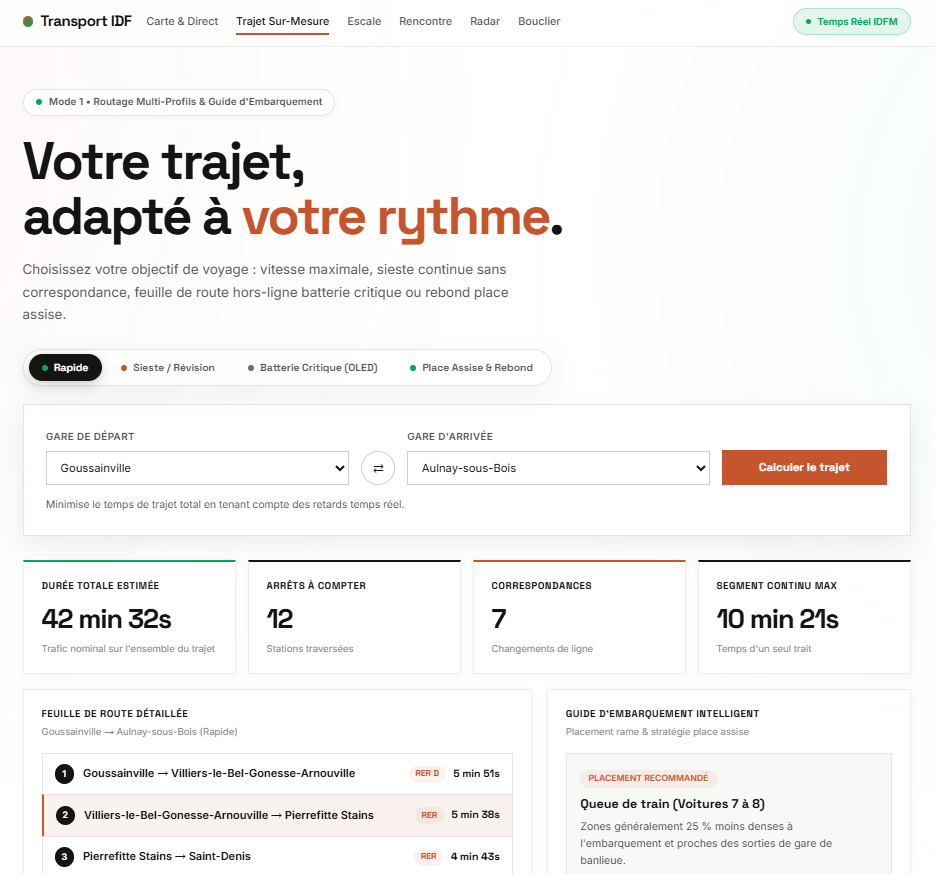 Transport IDF
Carte & Direct
Trajet Sur-Mesure
Escale
Rencontre
Radar
Bouclier
Temps Réel IDFM
Mode 1 • Routage Multi-Profils & Guide d'Embarquement
Votre trajet,
adapté à votre rythme.
Choisissez votre objectif de voyage : vitesse maximale, sieste continue sans
correspondance, feuille de route hors-ligne batterie critique ou rebond place
assise.
Rapide
Sieste / Révision
Batterie Critique (OLED)
Place Assise & Rebond
GARE DE DÉPART
Goussainville
⇄
GARE D'ARRIVÉE
Aulnay-sous-Bois
Calculer le trajet
Minimise le temps de trajet total en tenant compte des retards temps réel.
DURÉE TOTALE ESTIMÉE
42 min 32s
Trafic nominal sur l'ensemble du trajet
ARRÊTS À COMPTER
12
Stations traversées
CORRESPONDANCES
7
Changements de ligne
SEGMENT CONTINU MAX
10 min 21s
Temps d'un seul trait
FEUILLE DE ROUTE DÉTAILLÉE
Goussainville → Aulnay-sous-Bois (Rapide)
1 Goussainville → Villiers-le-Bel-Gonesse-Arnouville RER D 5 min 51s
2 Villiers-le-Bel-Gonesse-Arnouville → Pierrefitte Stains RER 5 min 38s
3 Pierrefitte Stains → Saint-Denis RER 4 min 43s
GUIDE D'EMBARQUEMENT INTELLIGENT
Placement rame & stratégie place assise
PLACEMENT RECOMMANDÉ
Queue de train (Voitures 7 à 8)
Zones généralement 25 % moins denses à
l'embarquement et proches des sorties de gare de
banlieue.